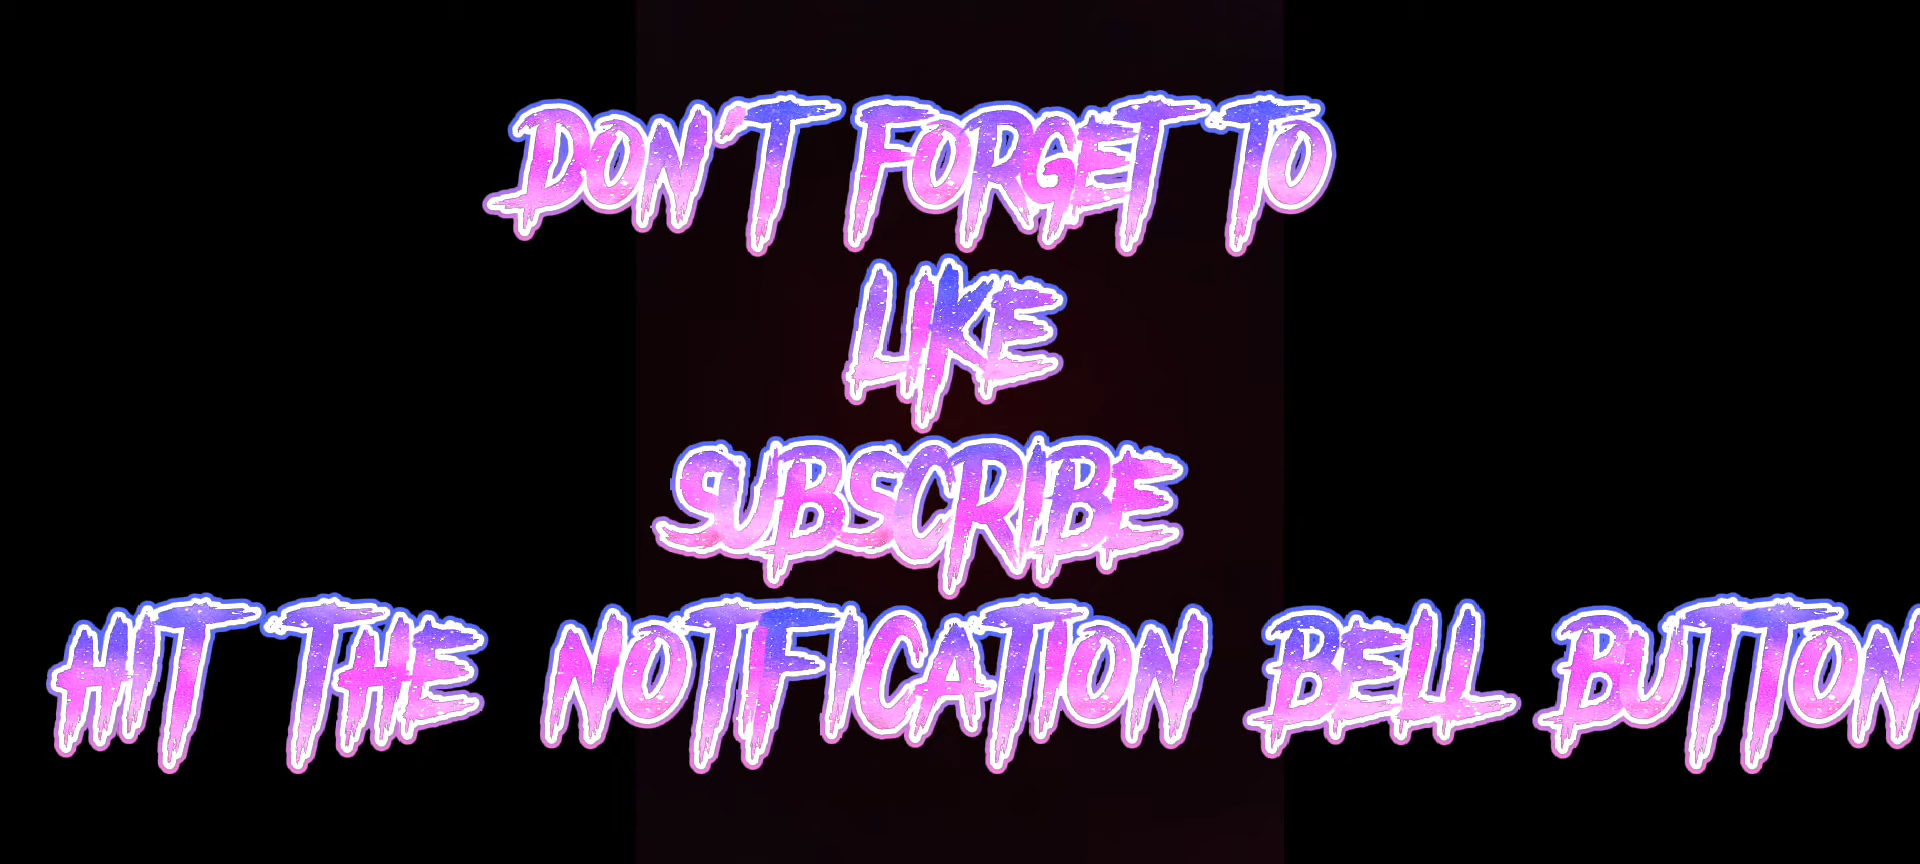 DON'T FORGET TO
LIKE
SUBSCRIBE
HIT THE NOTIFICATION BELL BUTTON